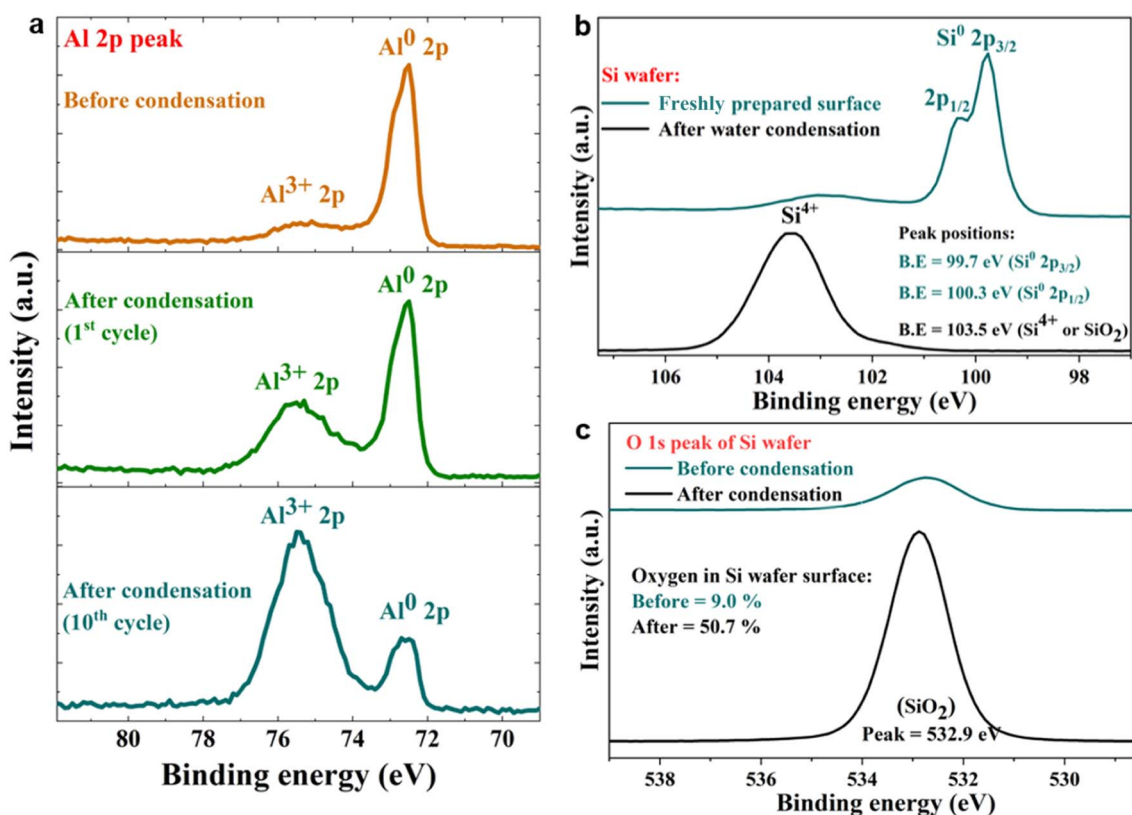 a
Al 2p peak
Al⁰ 2p
Before condensation
Al³⁺ 2p
After condensation
(1ˢᵗ cycle)
Al⁰ 2p
Al³⁺ 2p
After condensation
(10ᵗʰ cycle)
Al³⁺ 2p
Al⁰ 2p
Intensity (a.u.)
80 78 76 74 72 70
Binding energy (eV)
b
Si⁰ 2p₃/₂
2p₁/₂
Si wafer:
Freshly prepared surface
After water condensation
Si⁴⁺
Peak positions:
B.E = 99.7 eV (Si⁰ 2p₃/₂)
B.E = 100.3 eV (Si⁰ 2p₁/₂)
B.E = 103.5 eV (Si⁴⁺ or SiO₂)
Intensity (a.u.)
106 104 102 100 98
Binding energy (eV)
c
O 1s peak of Si wafer
Before condensation
After condensation
Oxygen in Si wafer surface:
Before = 9.0 %
After = 50.7 %
(SiO₂)
Peak = 532.9 eV
Intensity (a.u.)
538 536 534 532 530
Binding energy (eV)